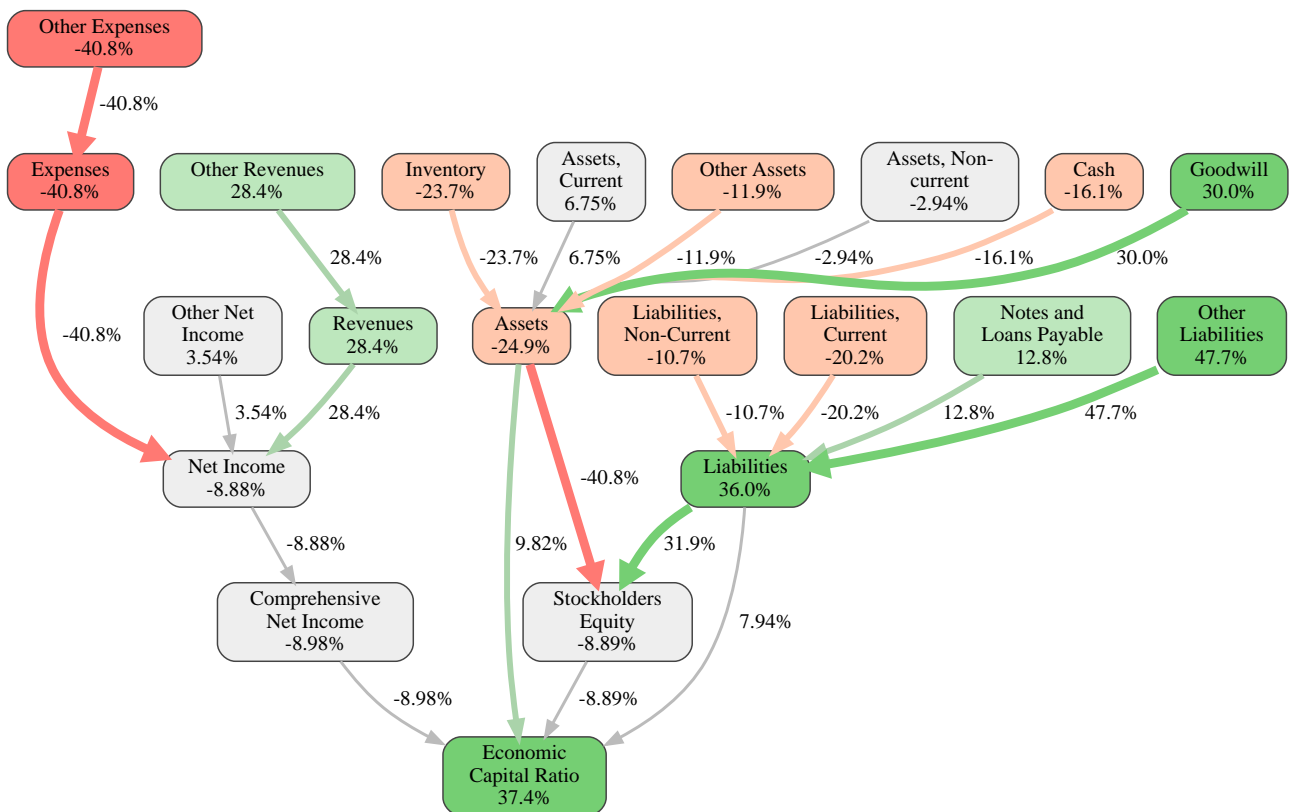 Other Expenses
-40.8%
-40.8%
Expenses
-40.8%
Other Revenues
28.4%
Inventory
-23.7%
Assets,
Current
6.75%
Other Assets
-11.9%
Assets, Non-
current
-2.94%
Cash
-16.1%
Goodwill
30.0%
28.4%
-23.7%
6.75%
-11.9%
-2.94%
-16.1%
30.0%
-40.8%
Other Net
Income
3.54%
Revenues
28.4%
Assets
-24.9%
Liabilities,
Non-Current
-10.7%
Liabilities,
Current
-20.2%
Notes and
Loans Payable
12.8%
Other
Liabilities
47.7%
3.54%
28.4%
-10.7%
-20.2%
12.8%
47.7%
Net Income
-8.88%
-40.8%
Liabilities
36.0%
-8.88%
9.82%
31.9%
Comprehensive
Net Income
-8.98%
Stockholders
Equity
-8.89%
7.94%
-8.98%
-8.89%
Economic
Capital Ratio
37.4%